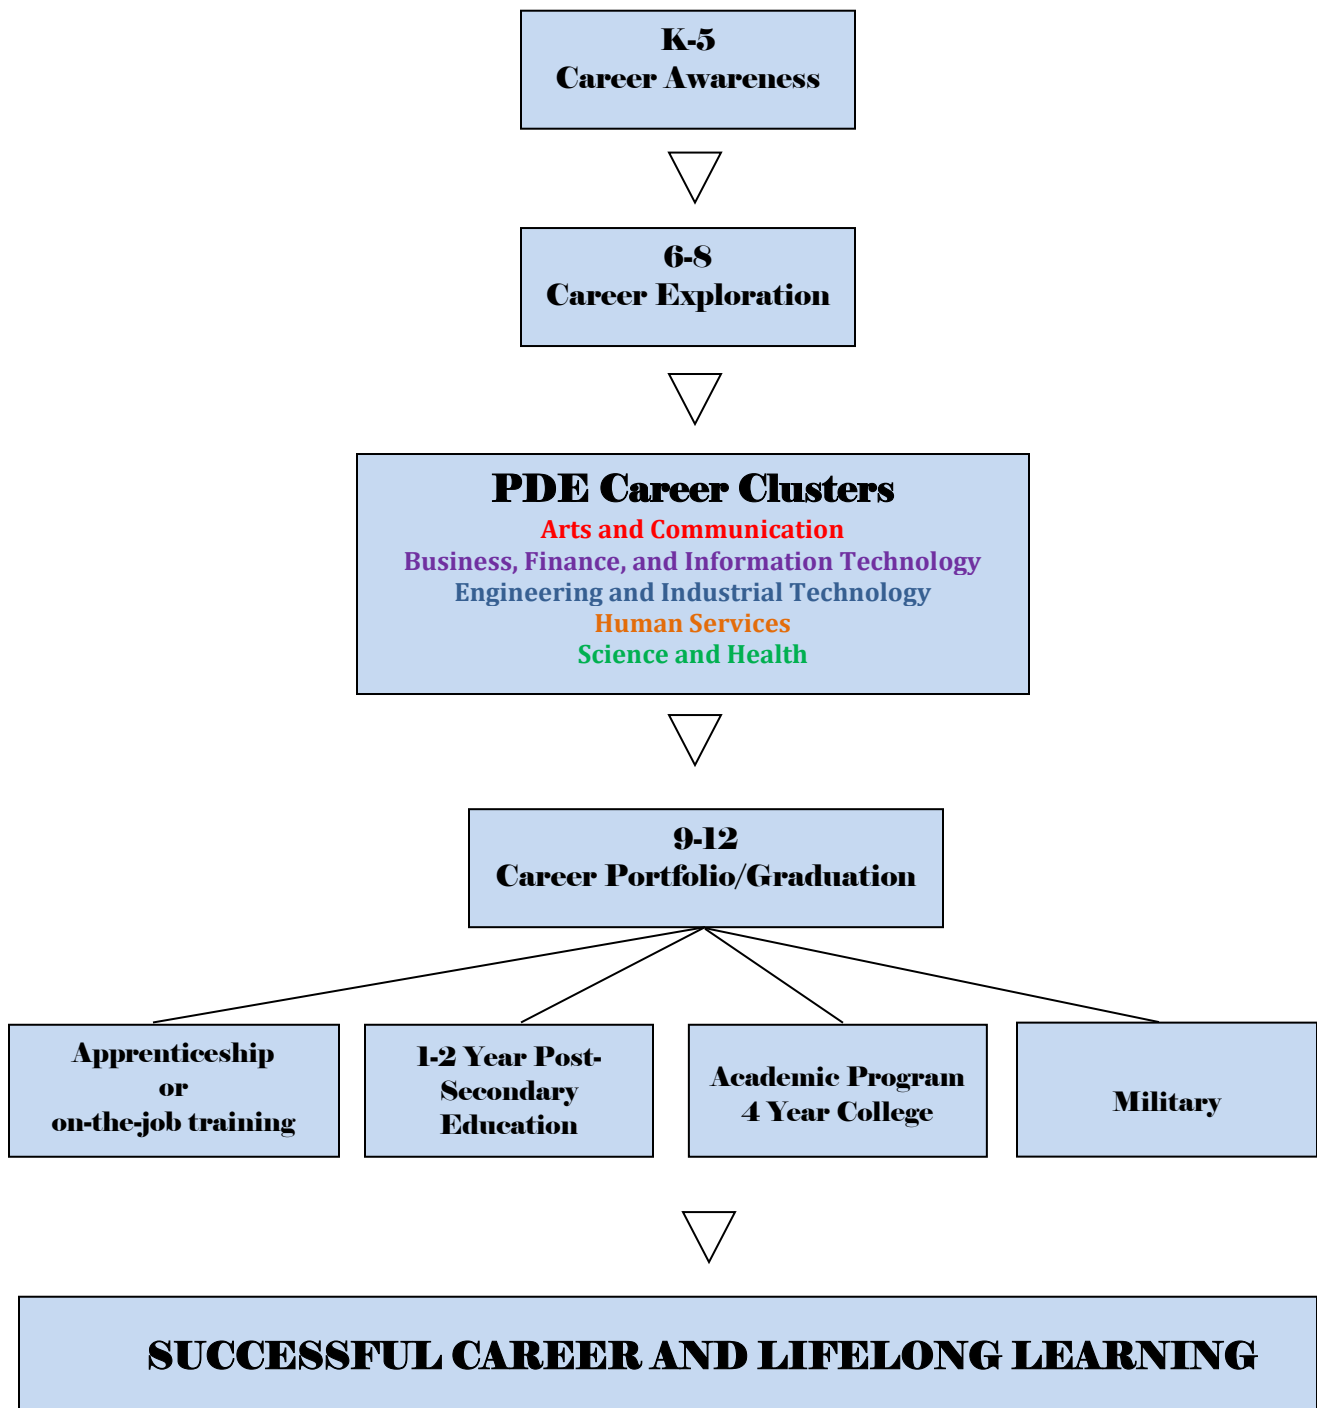 K-5
Career Awareness
6-8
Career Exploration
PDE Career Clusters
Arts and Communication
Business, Finance, and Information Technology
Engineering and Industrial Technology
Human Services
Science and Health
9-12
Career Portfolio/Graduation
Apprenticeship
or
on-the-job training
1-2 Year Post-
Secondary
Education
Academic Program
4 Year College
Military
SUCCESSFUL CAREER AND LIFELONG LEARNING